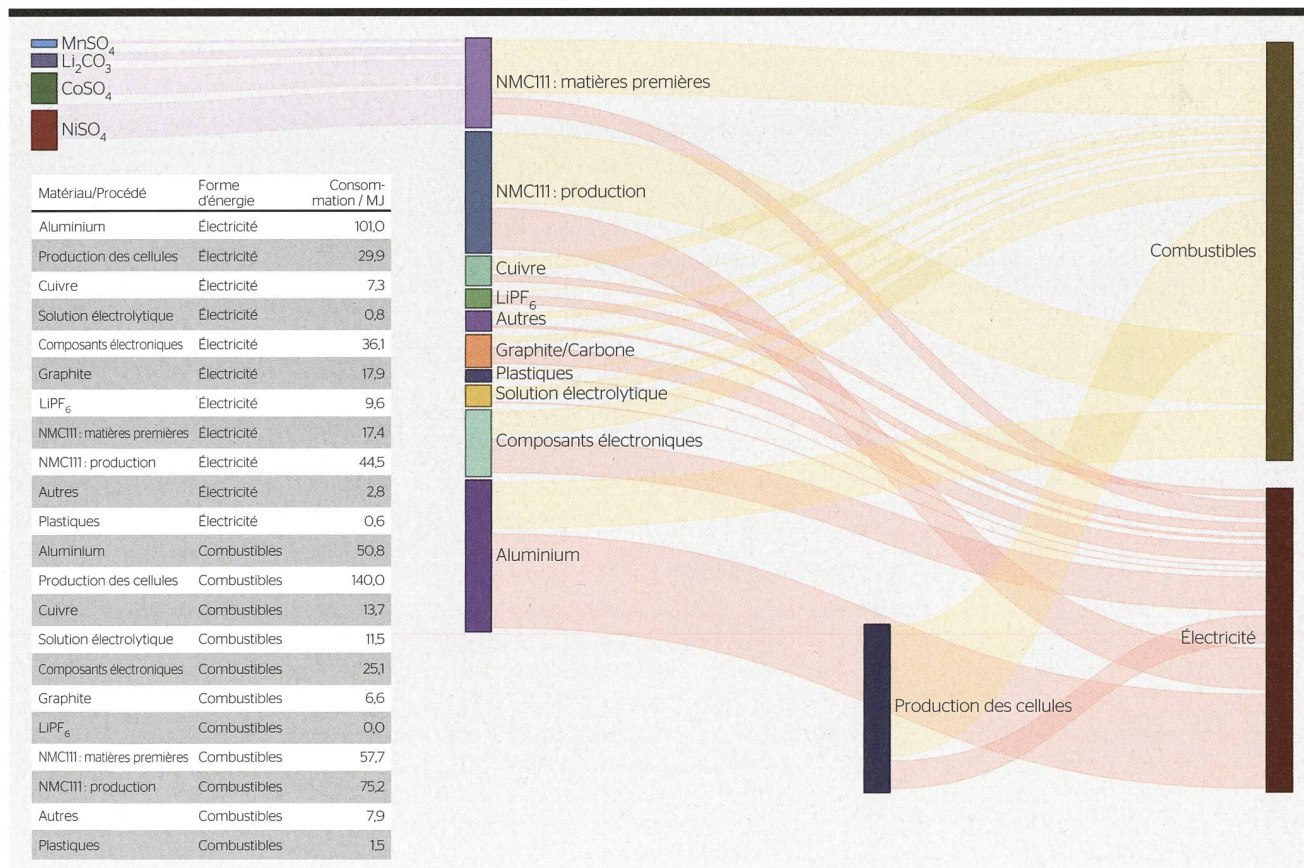 MnSO₄
Li₂CO₃
CoSO₄
NiSO₄
Matériau/Procédé Forme d'énergie Consom-mation / MJ
Aluminium Électricité 101,0
Production des cellules Électricité 29,9
Cuivre Électricité 7,3
Solution électrolytique Électricité 0,8
Composants électroniques Électricité 36,1
Graphite Électricité 17,9
LiPF₆ Électricité 9,6
NMC111 : matières premières Électricité 17,4
NMC111 : production Électricité 44,5
Autres Électricité 2,8
Plastiques Électricité 0,6
Aluminium Combustibles 50,8
Production des cellules Combustibles 140,0
Cuivre Combustibles 13,7
Solution électrolytique Combustibles 11,5
Composants électroniques Combustibles 25,1
Graphite Combustibles 6,6
LiPF₆ Combustibles 0,0
NMC111 : matières premières Combustibles 57,7
NMC111 : production Combustibles 75,2
Autres Combustibles 7,9
Plastiques Combustibles 1,5
NMC111 : matières premières
NMC111 : production
Cuivre
LiPF₆
Autres
Graphite/Carbone
Plastiques
Solution électrolytique
Composants électroniques
Aluminium
Production des cellules
Combustibles
Électricité